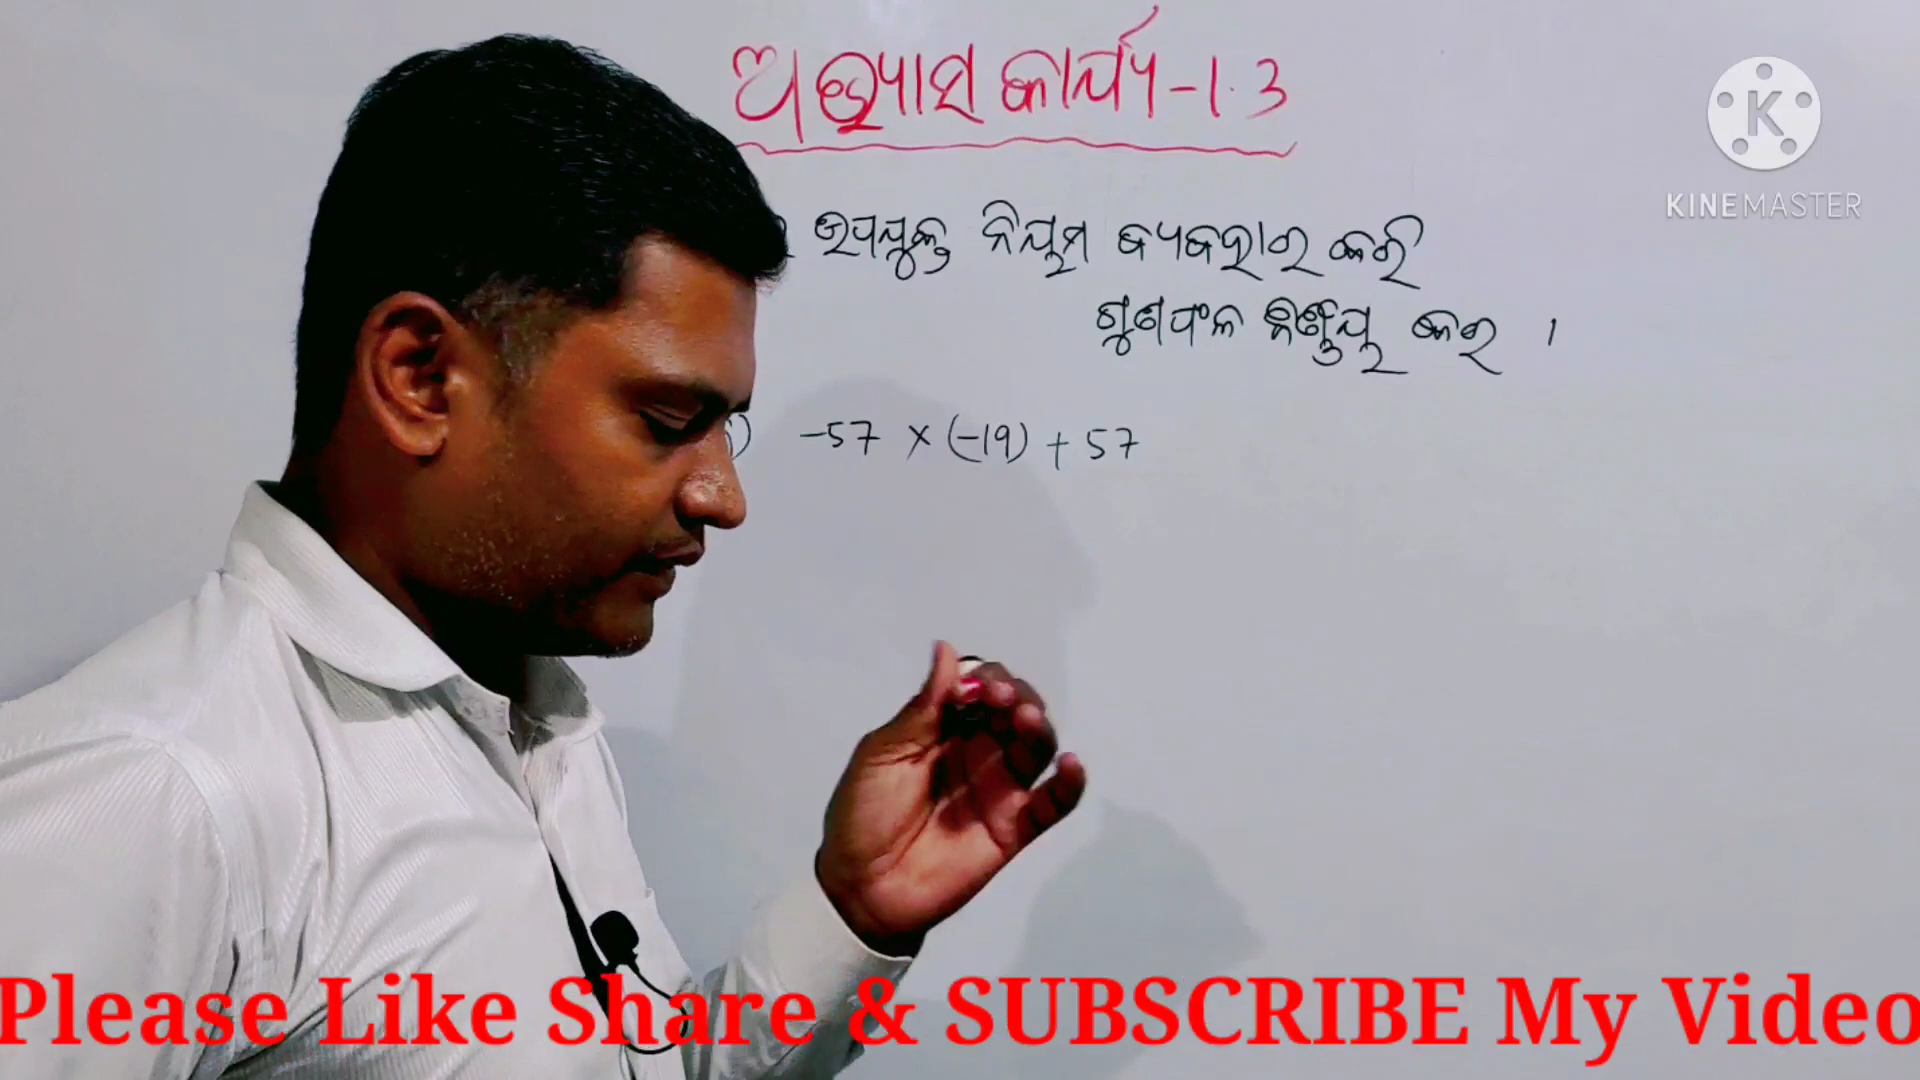 ଅଭ୍ୟାସ କାର୍ଯ୍ୟ -1.3
ଉପଯୁକ୍ତ ନିୟମ ବ୍ୟବହାର କରି
ଗୁଣଫଳ ନିର୍ଣ୍ଣୟ କର ।
-57 × (-19) + 57
K
KINEMASTER
Please Like Share & SUBSCRIBE My Video